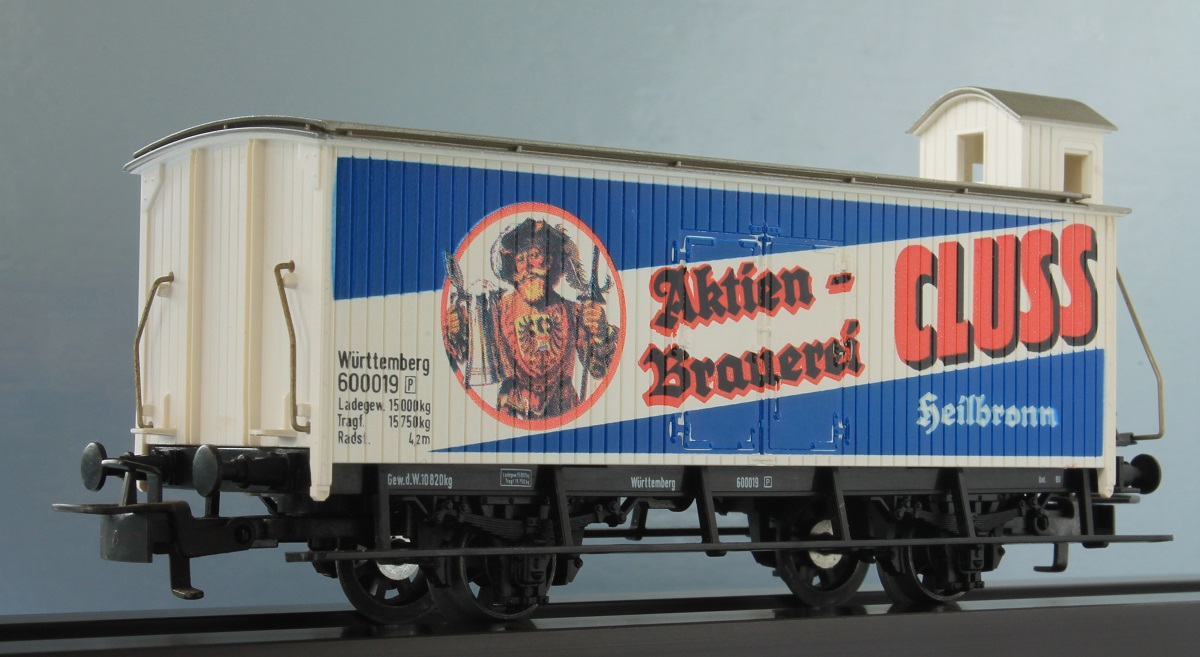 Aktien-
Brauerei
CLUSS
Heilbronn
Württemberg
600019 P
Ladegew. 15000kg
Tragf. 15750kg
Radst. 4,2m
Gew.d.W.10820kg
Württemberg
600019 P